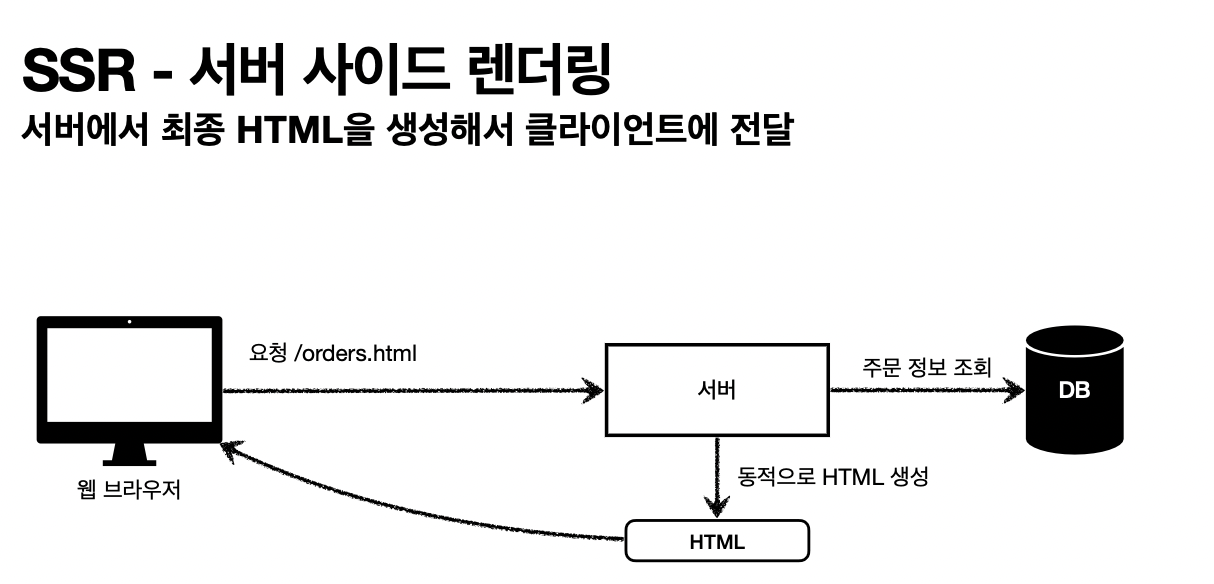 SSR - 서버 사이드 렌더링
서버에서 최종 HTML을 생성해서 클라이언트에 전달
요청 /orders.html
주문 정보 조회
서버
DB
동적으로 HTML 생성
웹 브라우저
HTML